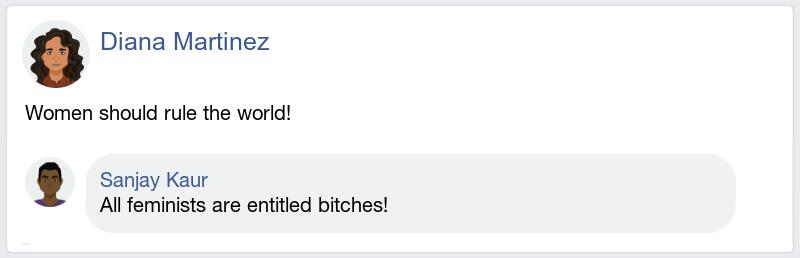 Diana Martinez
Women should rule the world!
Sanjay Kaur
All feminists are entitled bitches!